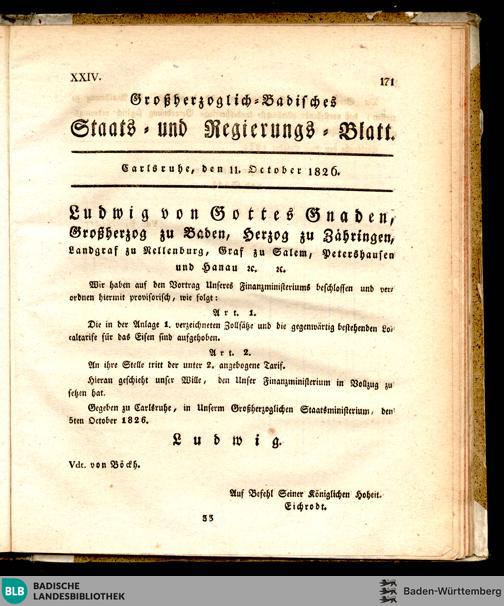 XXIV.
171
Großherzoglich-Badisches
Staats- und Regierungs-Blatt.
Carlsruhe, den 11. October 1826.
Ludwig von Gottes Gnaden,
Großherzog zu Baden, Herzog zu Zähringen,
Landgraf zu Nellenburg, Graf zu Salem, Petershausen
und Hanau ꝛc. ꝛc.
Wir haben auf den Vortrag Unseres Finanzministeriums beschlossen und ver-
ordnen hiermit provisorisch, wie folgt:
Art. 1.
Die in der Anlage 1. verzeichneten Zollsätze und die gegenwärtig bestehenden Lo-
caltarife für das Eisen sind aufgehoben.
Art. 2.
An ihre Stelle tritt der unter 2. angebogene Tarif.
Hieran geschieht unser Wille, den Unser Finanzministerium in Vollzug zu
setzen hat.
Gegeben zu Carlsruhe, in Unserm Großherzoglichen Staatsministerium, den
5ten October 1826.
Ludwig.
Vdt. von Böckh.
Auf Befehl Seiner Königlichen Hoheit.
Eichrodt.
33
BLB BADISCHE
LANDESBIBLIOTHEK
Baden-Württemberg